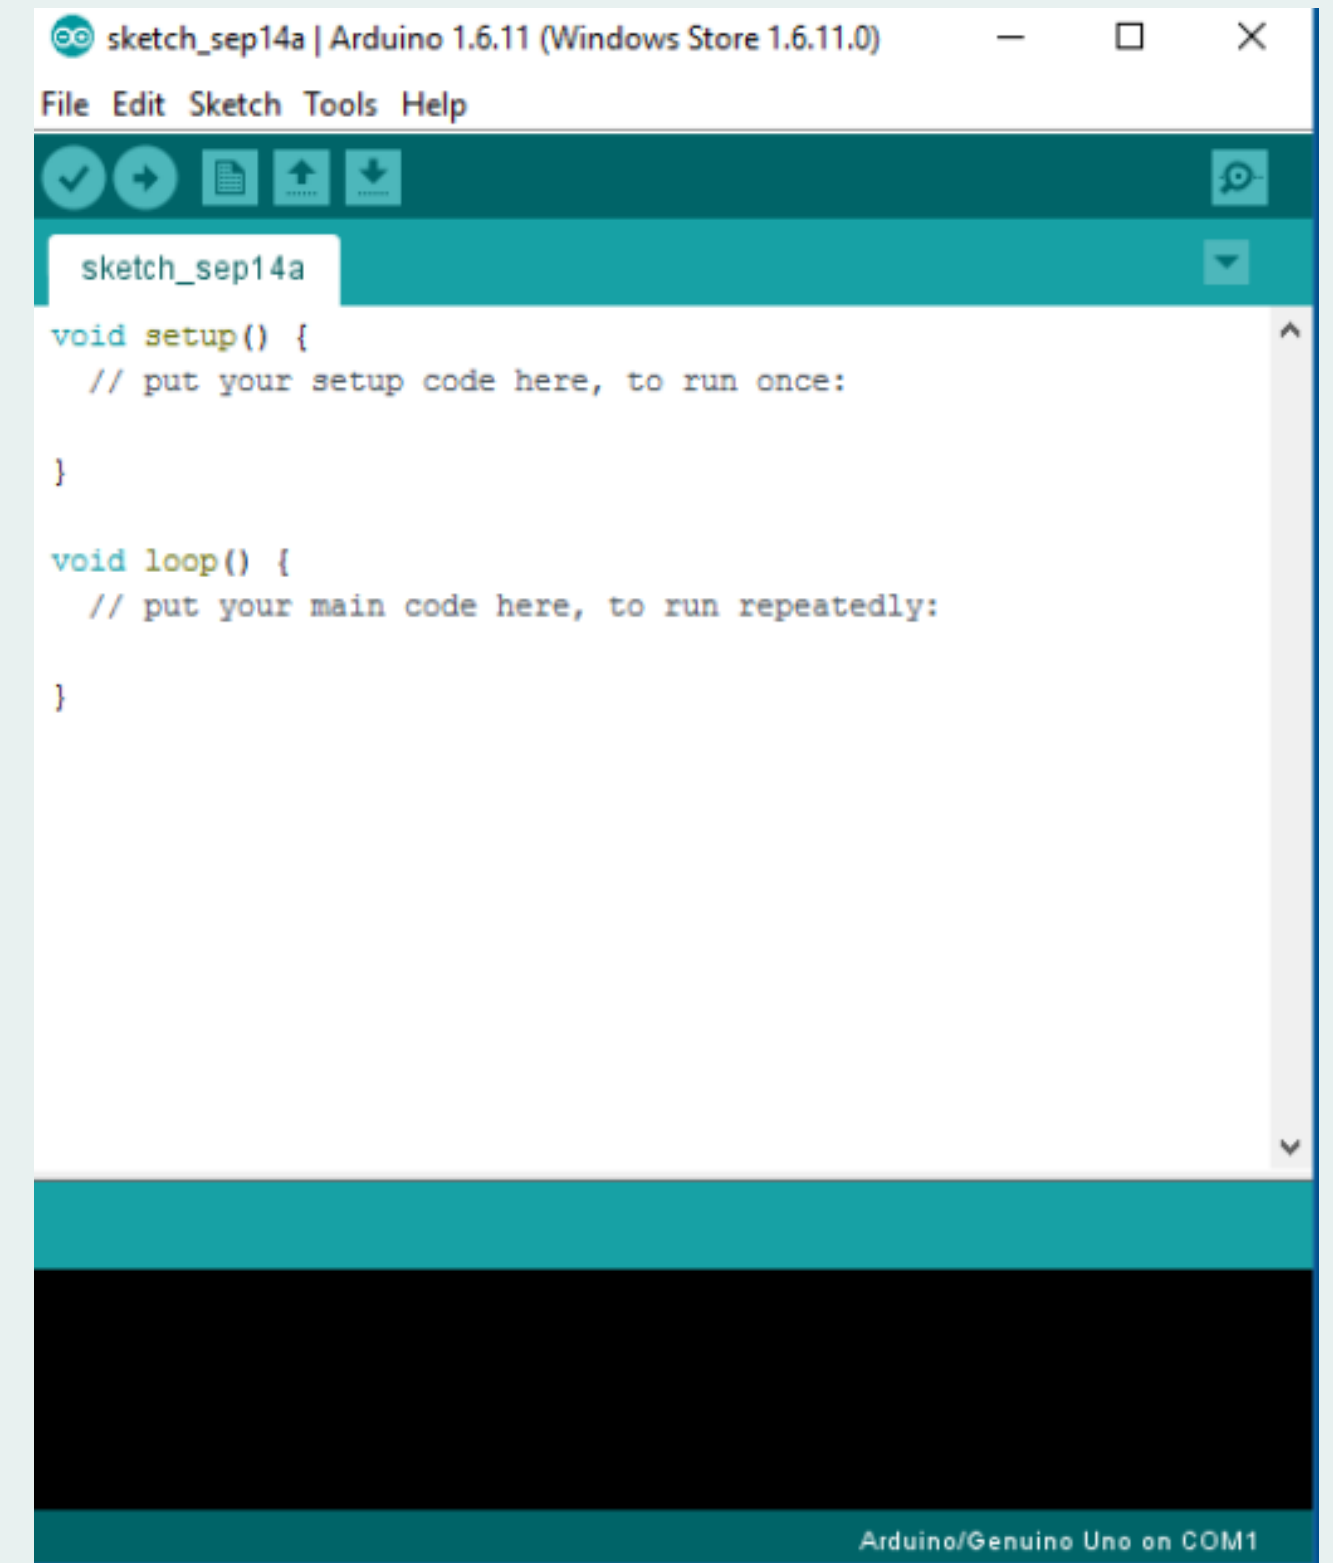 sketch_sep14a | Arduino 1.6.11 (Windows Store 1.6.11.0)
File Edit Sketch Tools Help
sketch_sep14a
void setup() {
  // put your setup code here, to run once:
}
void loop() {
  // put your main code here, to run repeatedly:
}
Arduino/Genuino Uno on COM1